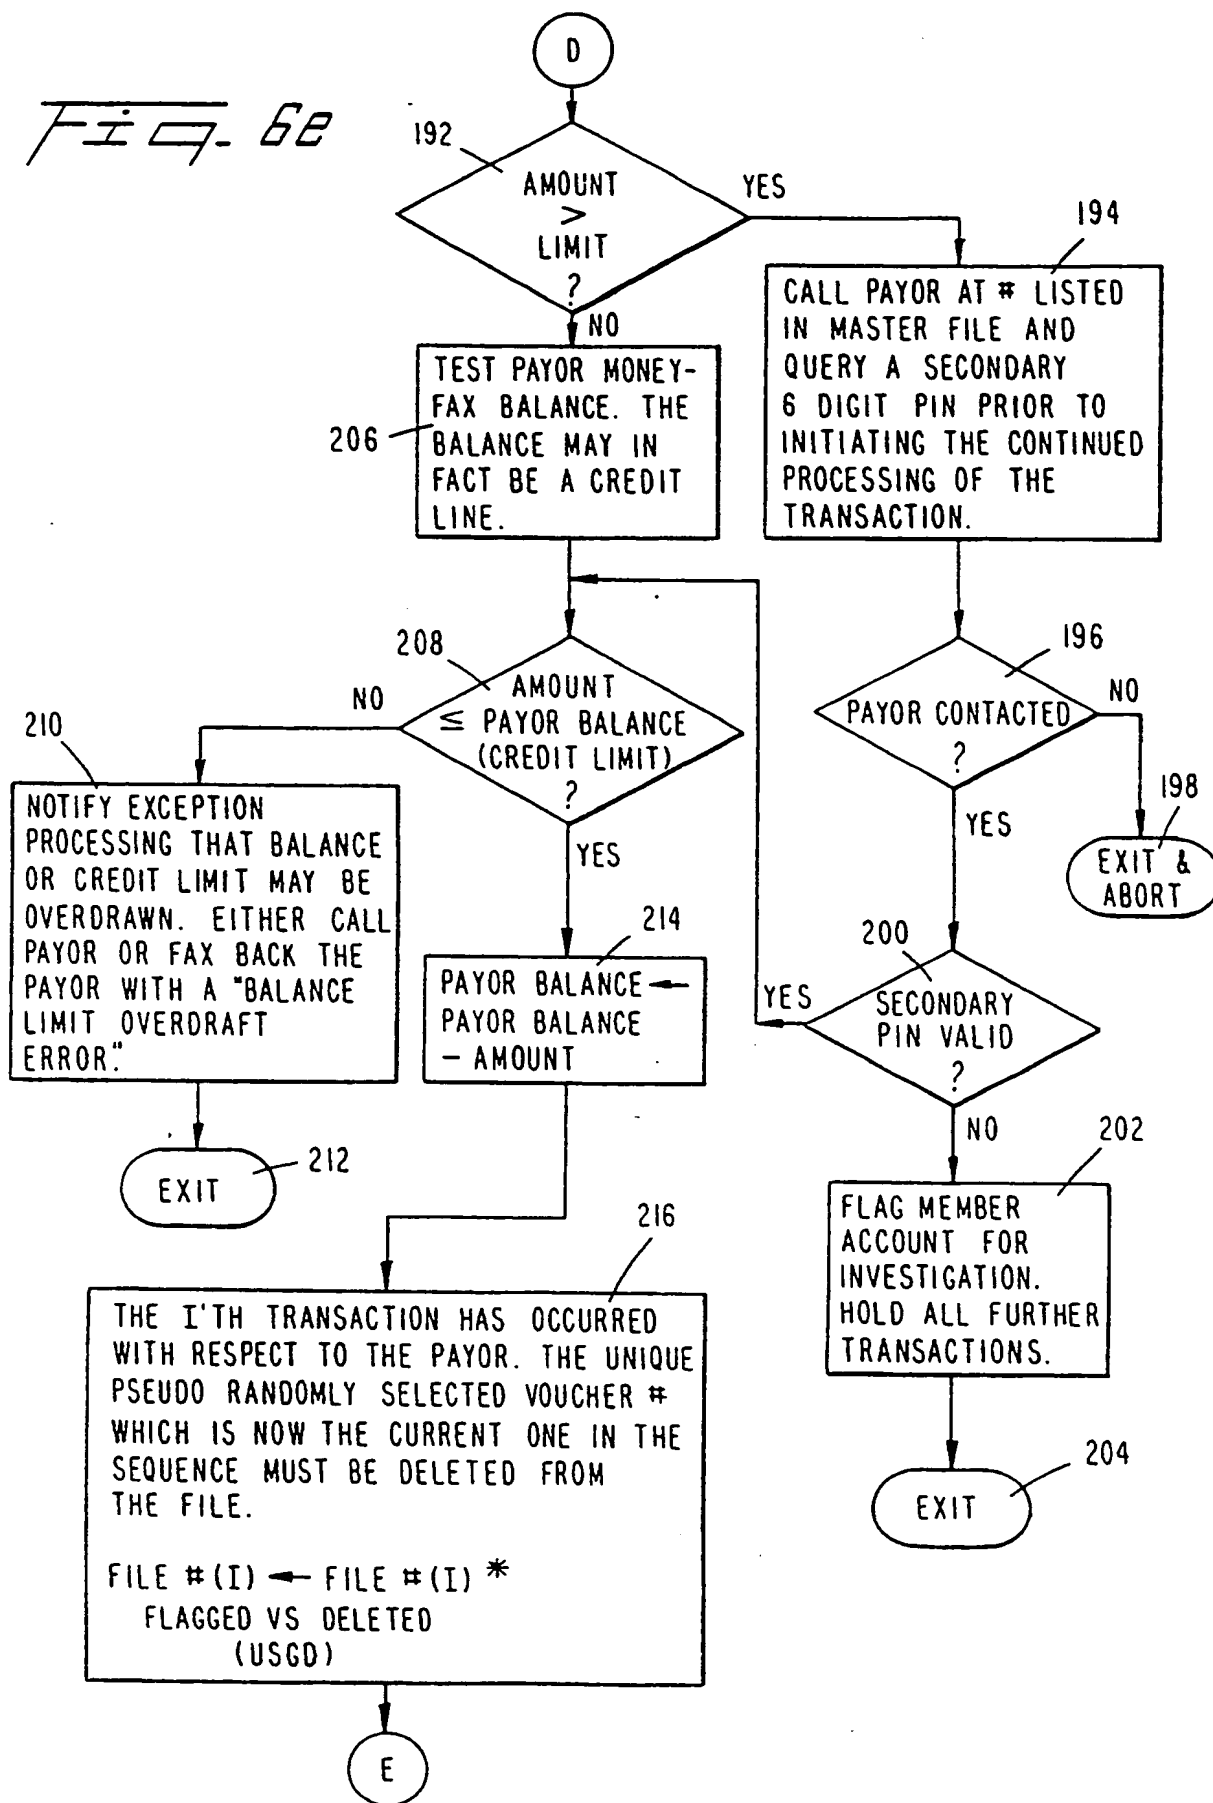 D
Fig. 6e
192
AMOUNT
>
LIMIT
?
YES
NO
194
CALL PAYOR AT # LISTED
IN MASTER FILE AND
QUERY A SECONDARY
6 DIGIT PIN PRIOR TO
INITIATING THE CONTINUED
PROCESSING OF THE
TRANSACTION.
206
TEST PAYOR MONEY-
FAX BALANCE. THE
BALANCE MAY IN
FACT BE A CREDIT
LINE.
208
AMOUNT
≦ PAYOR BALANCE
(CREDIT LIMIT)
?
NO
YES
196
PAYOR CONTACTED
?
NO
YES
198
EXIT &
ABORT
210
NOTIFY EXCEPTION
PROCESSING THAT BALANCE
OR CREDIT LIMIT MAY BE
OVERDRAWN. EITHER CALL
PAYOR OR FAX BACK THE
PAYOR WITH A "BALANCE
LIMIT OVERDRAFT
ERROR."
212
EXIT
214
PAYOR BALANCE ←
PAYOR BALANCE
− AMOUNT
200
SECONDARY
PIN VALID
?
YES
NO
202
FLAG MEMBER
ACCOUNT FOR
INVESTIGATION.
HOLD ALL FURTHER
TRANSACTIONS.
204
EXIT
216
THE I'TH TRANSACTION HAS OCCURRED
WITH RESPECT TO THE PAYOR. THE UNIQUE
PSEUDO RANDOMLY SELECTED VOUCHER #
WHICH IS NOW THE CURRENT ONE IN THE
SEQUENCE MUST BE DELETED FROM
THE FILE.
FILE #(I) ← FILE #(I) *
FLAGGED VS DELETED
(USGD)
E